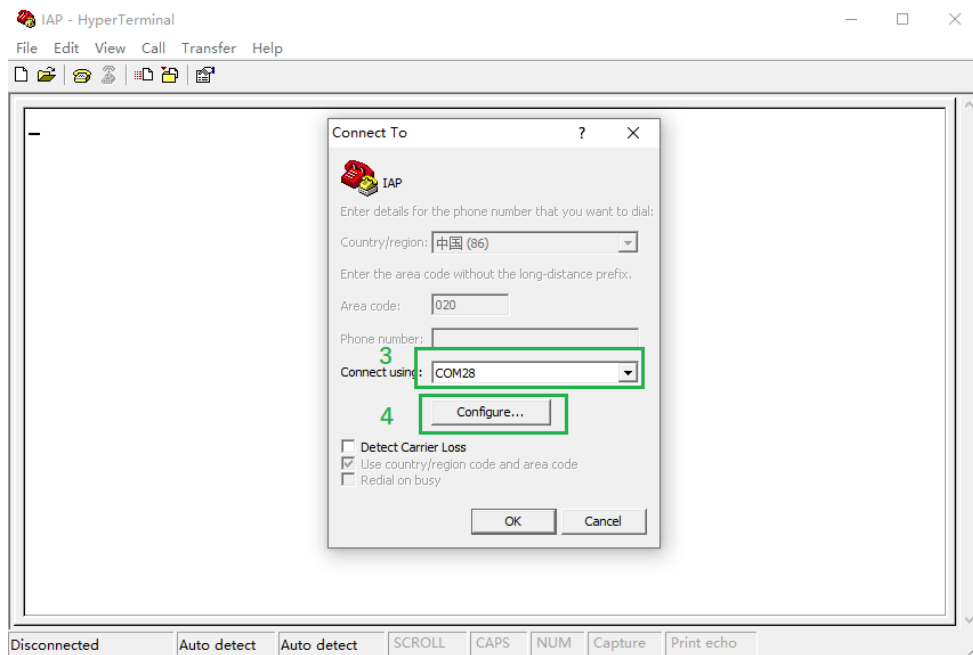 IAP - HyperTerminal
File Edit View Call Transfer Help
Connect To ?
IAP
Enter details for the phone number that you want to dial:
Country/region: 中国 (86)
Enter the area code without the long-distance prefix.
Area code: 020
Phone number:
3
Connect using: COM28
4 Configure...
Detect Carrier Loss
Use country/region code and area code
Redial on busy
OK Cancel
Disconnected Auto detect Auto detect SCROLL CAPS NUM Capture Print echo